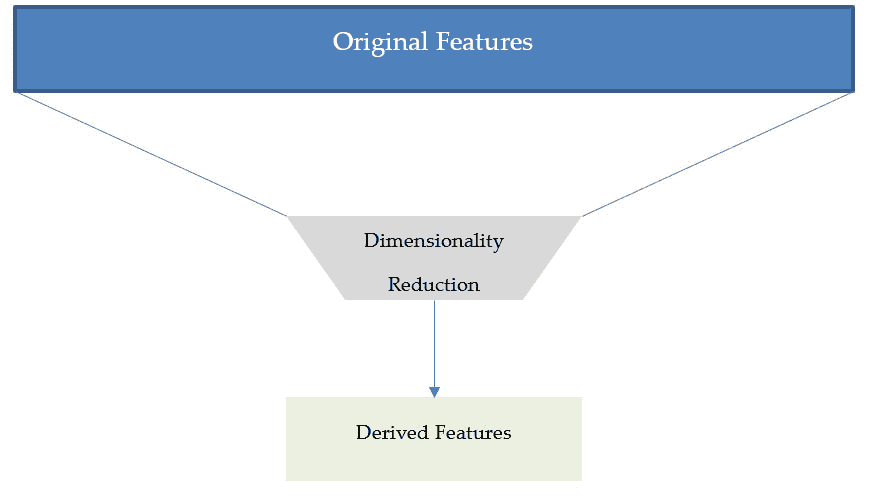 Original Features
Dimensionality
Reduction
Derived Features